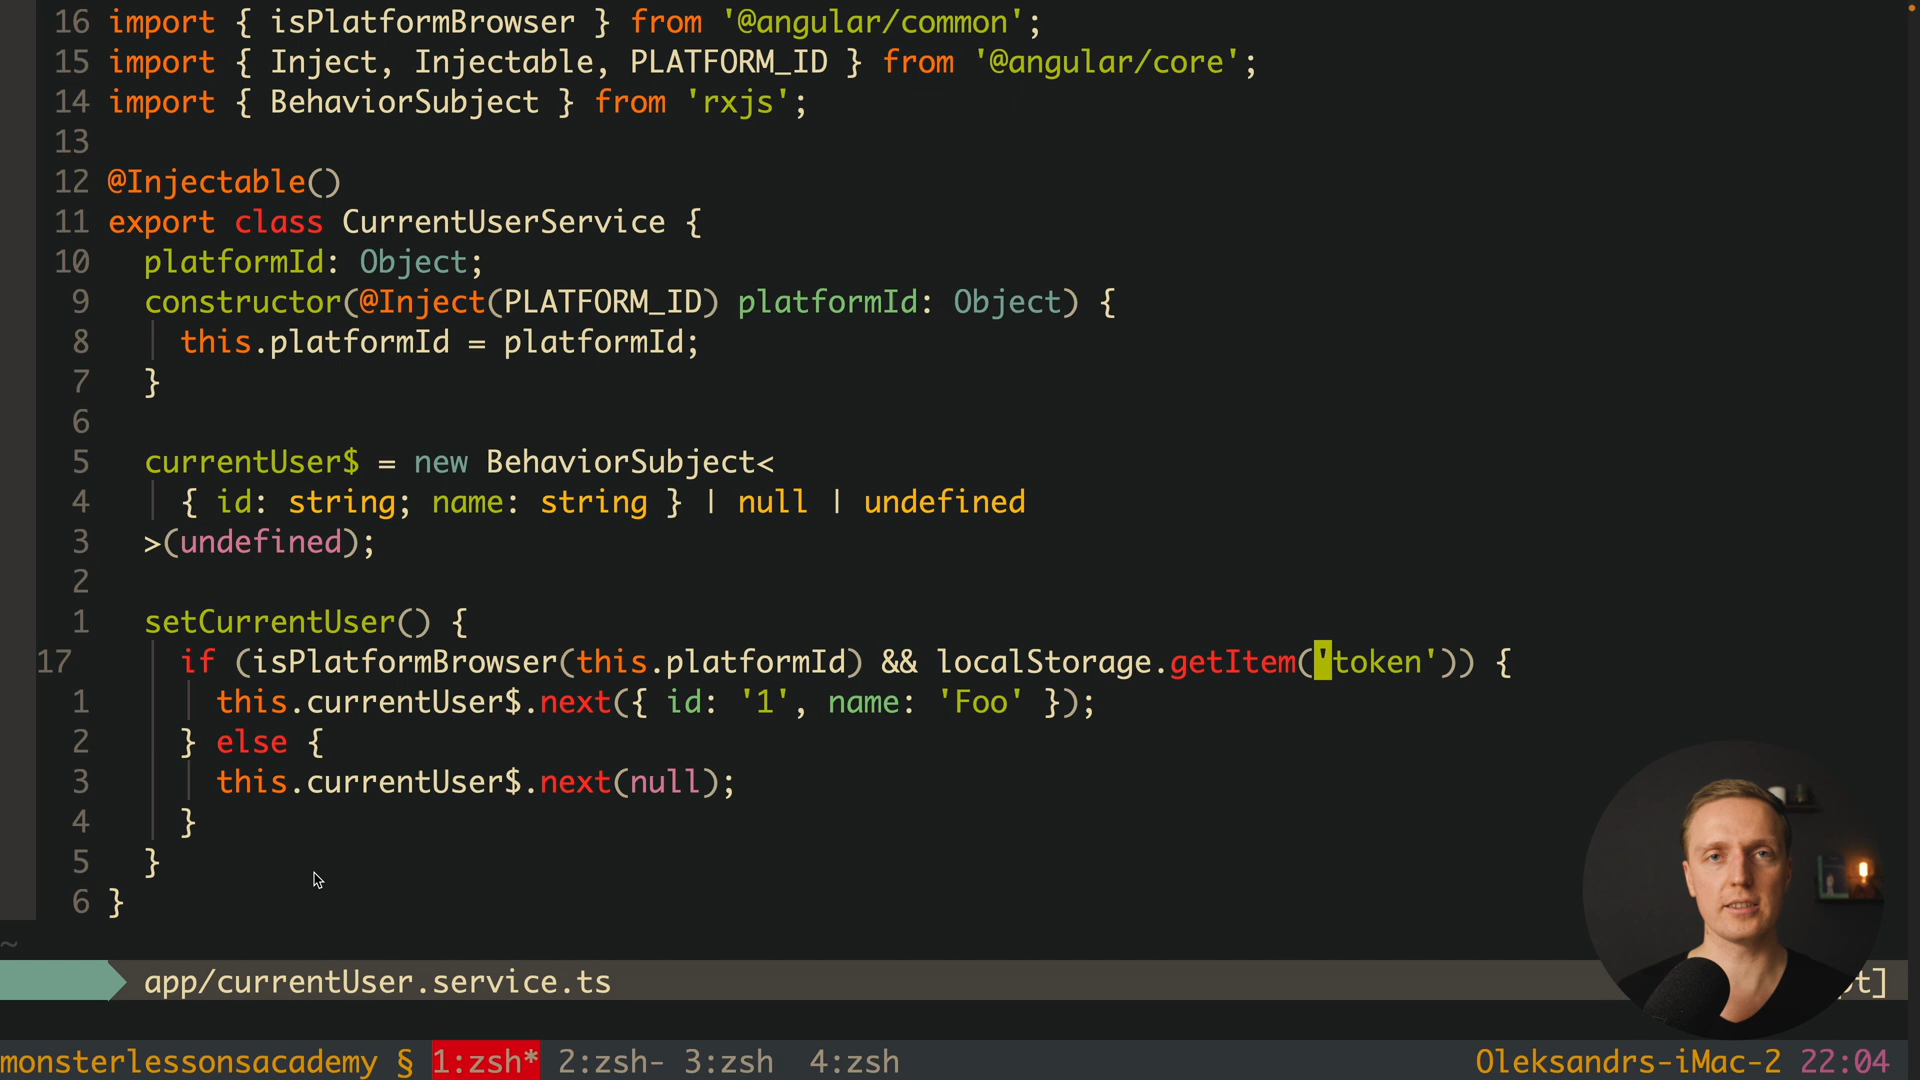 16 import { isPlatformBrowser } from '@angular/common';
15 import { Inject, Injectable, PLATFORM_ID } from '@angular/core';
14 import { BehaviorSubject } from 'rxjs';
13
12 @Injectable()
11 export class CurrentUserService {
10   platformId: Object;
9   constructor(@Inject(PLATFORM_ID) platformId: Object) {
8     this.platformId = platformId;
7   }
6
5   currentUser$ = new BehaviorSubject<
4     { id: string; name: string } | null | undefined
3   >(undefined);
2
1   setCurrentUser() {
17     if (isPlatformBrowser(this.platformId) && localStorage.getItem('token')) {
1       this.currentUser$.next({ id: '1', name: 'Foo' });
2     } else {
3       this.currentUser$.next(null);
4     }
5   }
6 }
~
app/currentUser.service.ts t]
monsterlessonsacademy § 1:zsh* 2:zsh- 3:zsh 4:zsh Oleksandrs-iMac-2 22:04